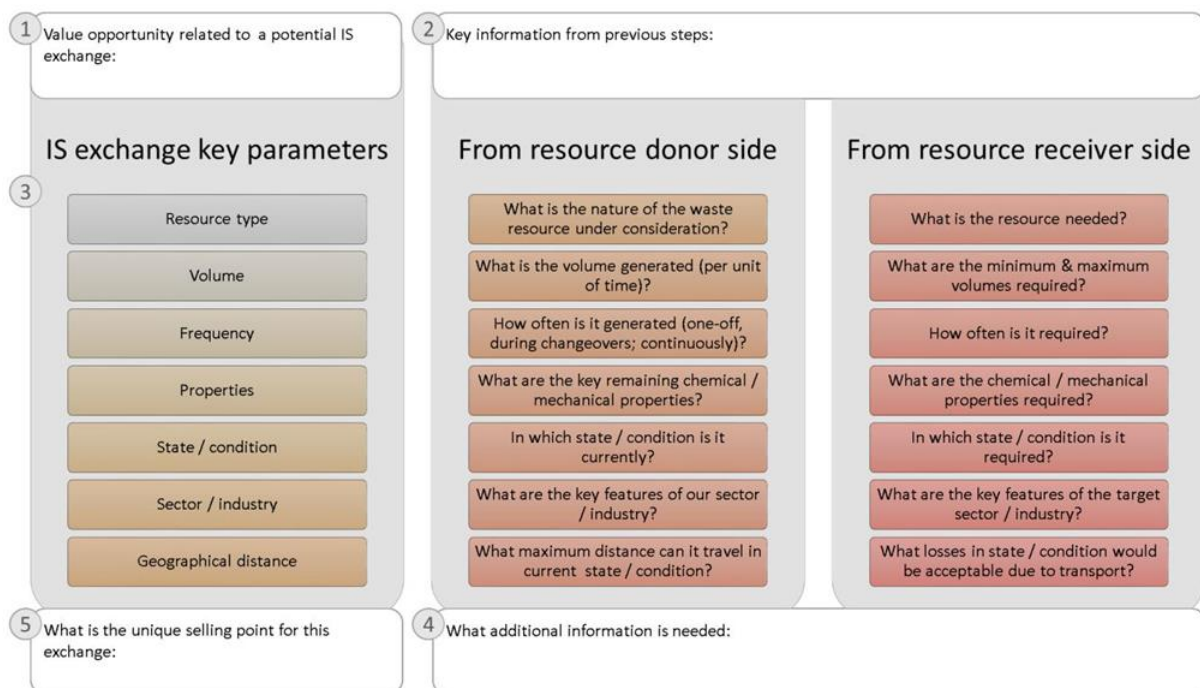 1
Value opportunity related to a potential IS
exchange:
2
Key information from previous steps:
IS exchange key parameters
From resource donor side
From resource receiver side
3
Resource type
What is the nature of the waste
resource under consideration?
What is the resource needed?
Volume
What is the volume generated (per unit
of time)?
What are the minimum & maximum
volumes required?
Frequency
How often is it generated (one-off,
during changeovers; continuously)?
How often is it required?
Properties
What are the key remaining chemical /
mechanical properties?
What are the chemical / mechanical
properties required?
State / condition
In which state / condition is it
currently?
In which state / condition is it
required?
Sector / industry
What are the key features of our sector
/ industry?
What are the key features of the target
sector / industry?
Geographical distance
What maximum distance can it travel in
current state / condition?
What losses in state / condition would
be acceptable due to transport?
5
What is the unique selling point for this
exchange:
4
What additional information is needed: